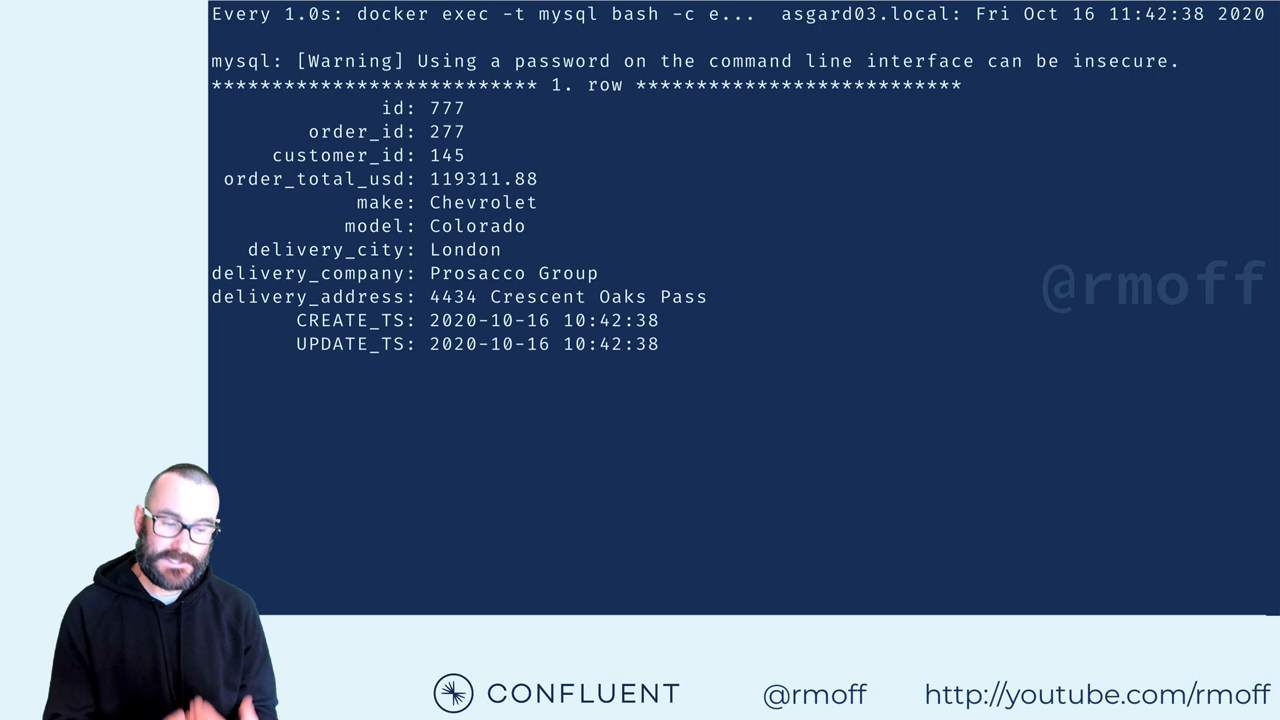 Every 1.0s: docker exec -t mysql bash -c e...  asgard03.local: Fri Oct 16 11:42:38 2020
mysql: [Warning] Using a password on the command line interface can be insecure.
*************************** 1. row ***************************
id: 777
order_id: 277
customer_id: 145
order_total_usd: 119311.88
make: Chevrolet
model: Colorado
delivery_city: London
delivery_company: Prosacco Group
delivery_address: 4434 Crescent Oaks Pass
CREATE_TS: 2020-10-16 10:42:38
UPDATE_TS: 2020-10-16 10:42:38
@rmoff
CONFLUENT
@rmoff
http://youtube.com/rmoff